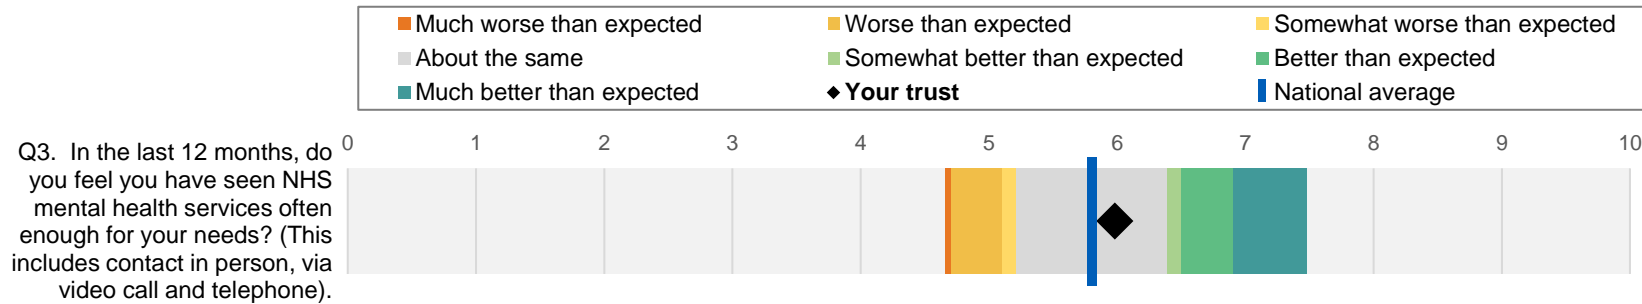 Much worse than expected
Worse than expected
Somewhat worse than expected
About the same
Somewhat better than expected
Better than expected
Much better than expected
Your trust
National average
0 1 2 3 4 5 6 7 8 9 10
Q3. In the last 12 months, do
you feel you have seen NHS
mental health services often
enough for your needs? (This
includes contact in person, via
video call and telephone).